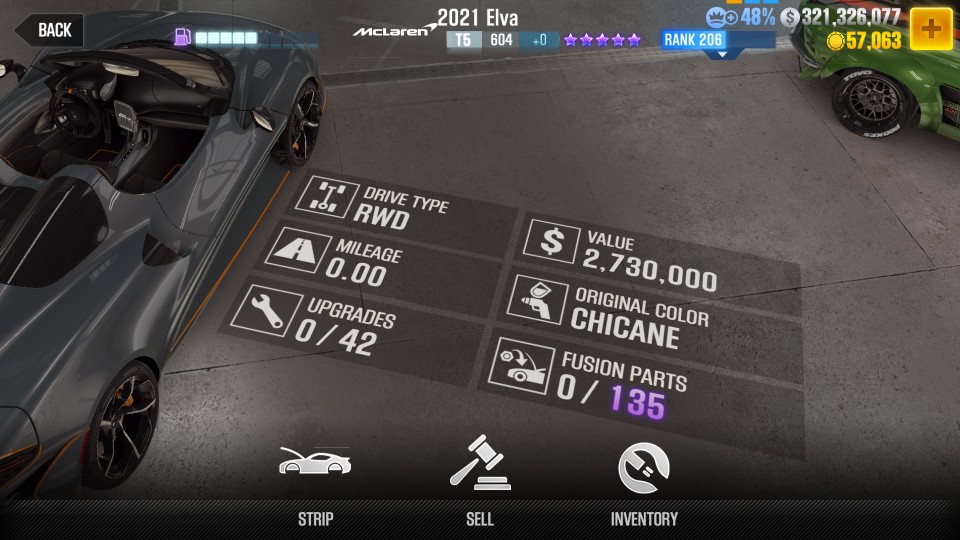 BACK
McLaren
2021 Elva
T5 604 +0
RANK 206
48%
$ 321,326,077
57,063
+
TOYO
DRIVE TYPE
RWD
MILEAGE
0.00
UPGRADES
0 / 42
$
VALUE
2,730,000
ORIGINAL COLOR
CHICANE
FUSION PARTS
0 / 135
STRIP
SELL
INVENTORY